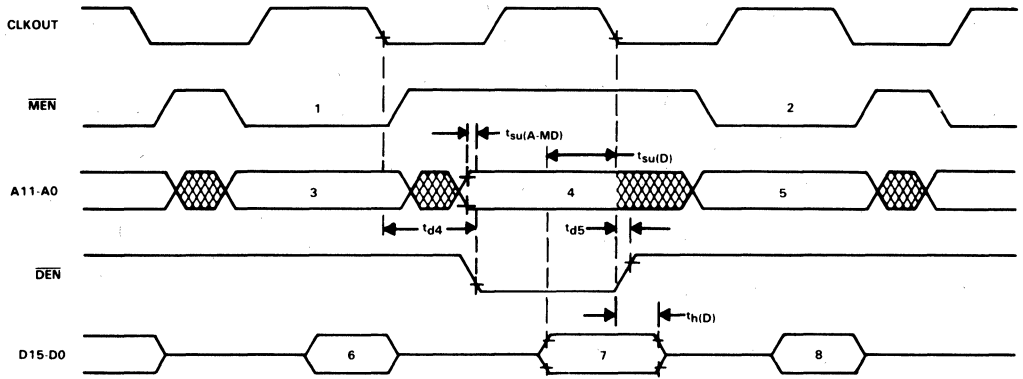 CLKOUT
MEN
1
2
tsu(A-MD)
tsu(D)
A11-A0
3
4
5
td4
td5
DEN
th(D)
D15-D0
6
7
8